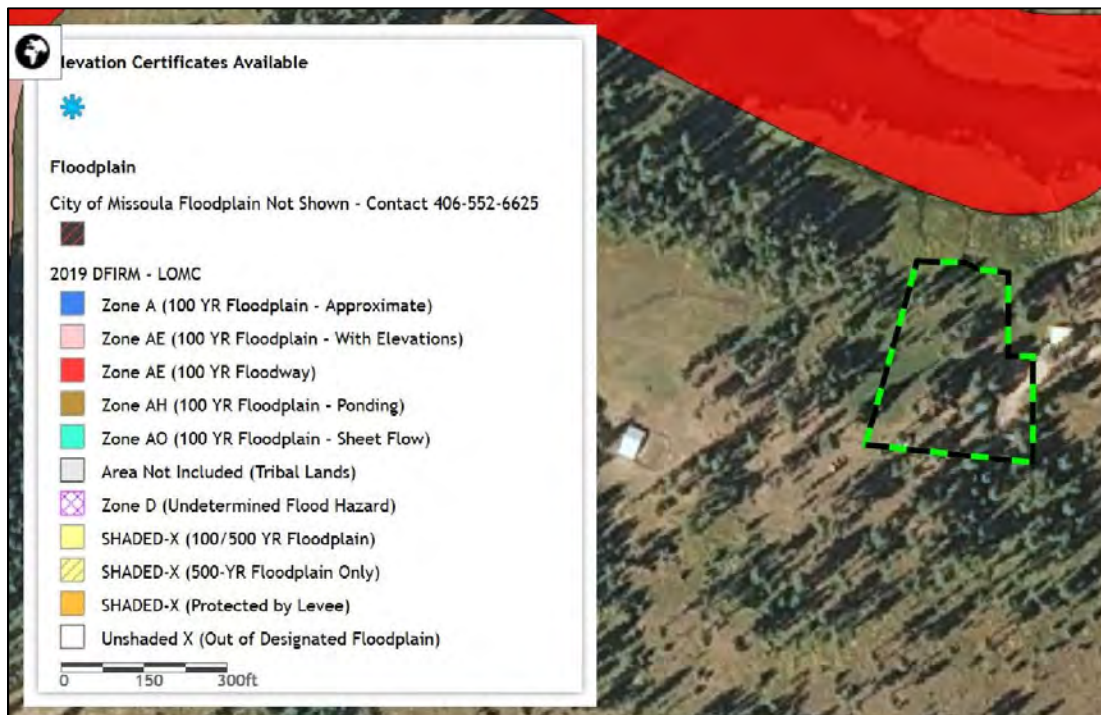 levation Certificates Available
Floodplain
City of Missoula Floodplain Not Shown - Contact 406-552-6625
2019 DFIRM - LOMC
Zone A (100 YR Floodplain - Approximate)
Zone AE (100 YR Floodplain - With Elevations)
Zone AE (100 YR Floodway)
Zone AH (100 YR Floodplain - Ponding)
Zone AO (100 YR Floodplain - Sheet Flow)
Area Not Included (Tribal Lands)
Zone D (Undetermined Flood Hazard)
SHADED-X (100/500 YR Floodplain)
SHADED-X (500-YR Floodplain Only)
SHADED-X (Protected by Levee)
Unshaded X (Out of Designated Floodplain)
0 150 300ft